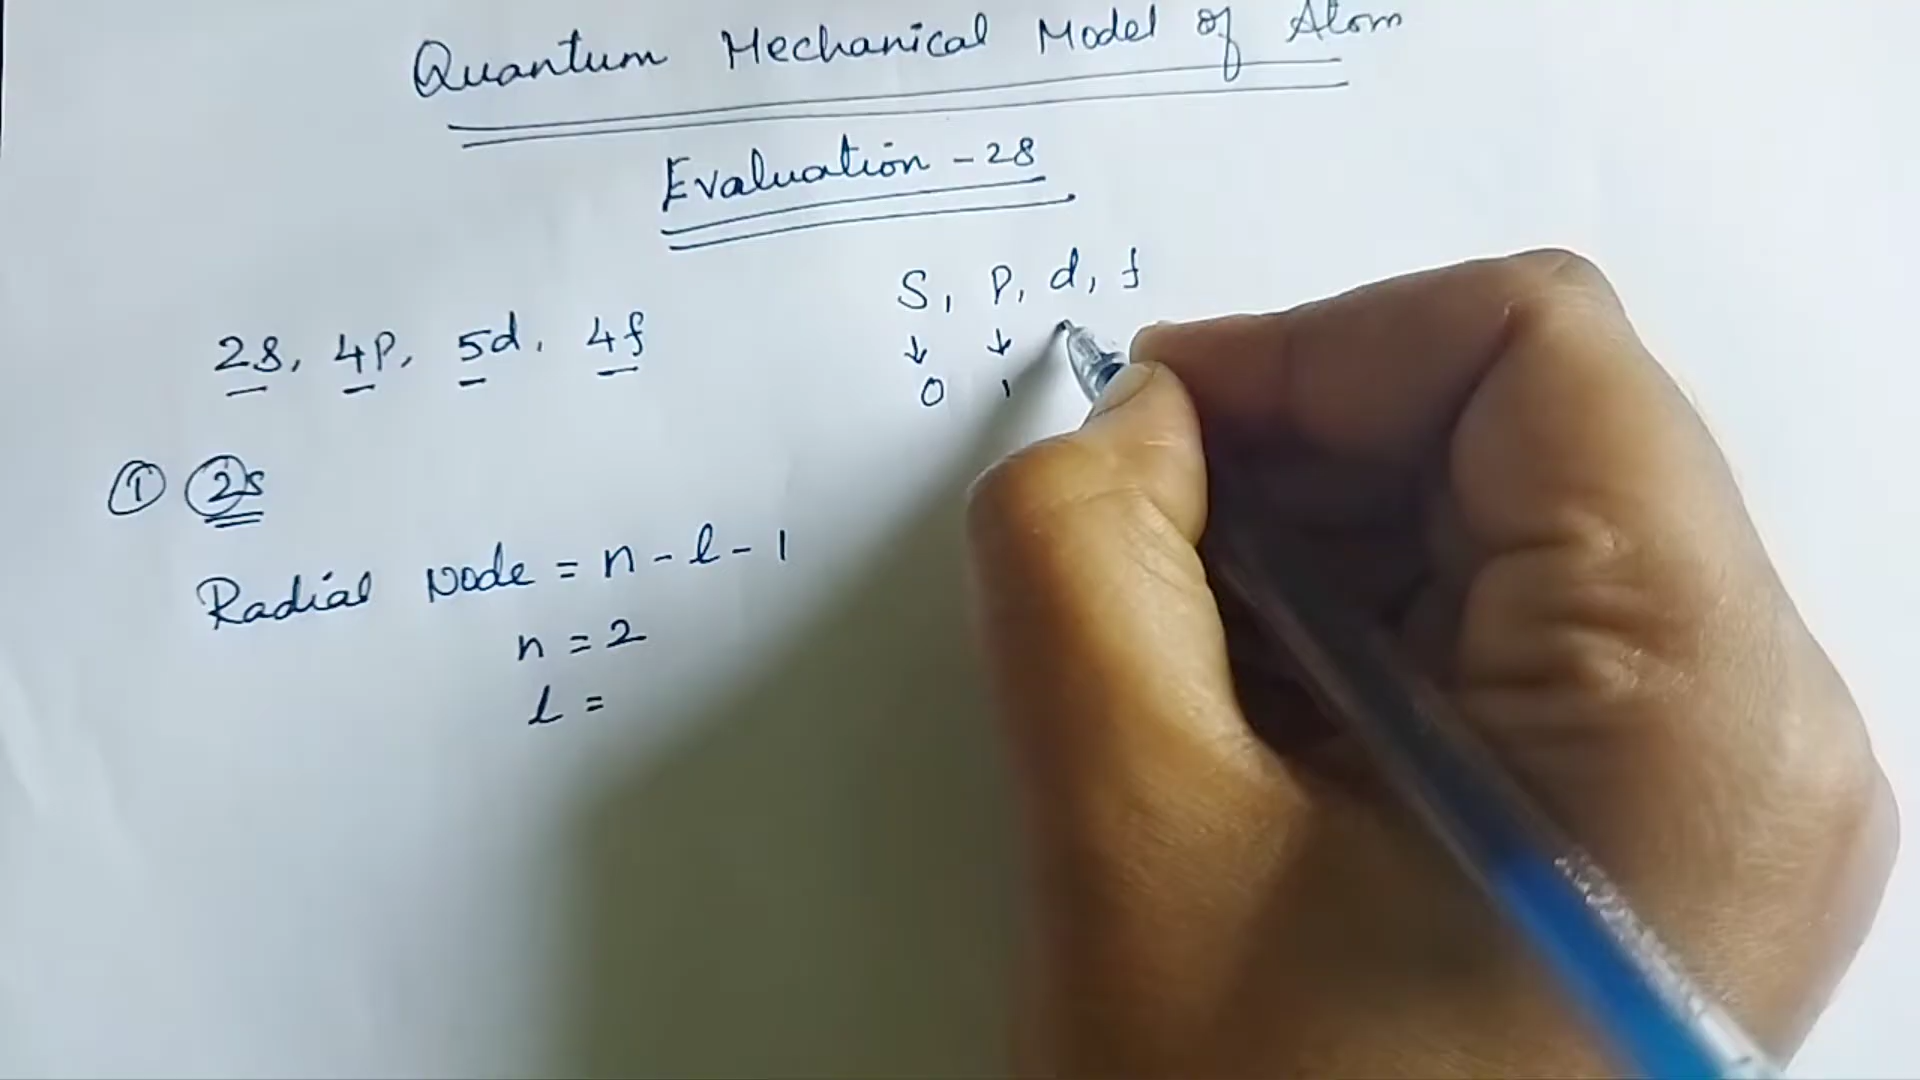 Quantum Mechanical Model of Atom
Evaluation - 28
S, P, d, f
↓ ↓
0 1
2s, 4p, 5d, 4f
① 2s
Radial Node = n - l - 1
n = 2
l =